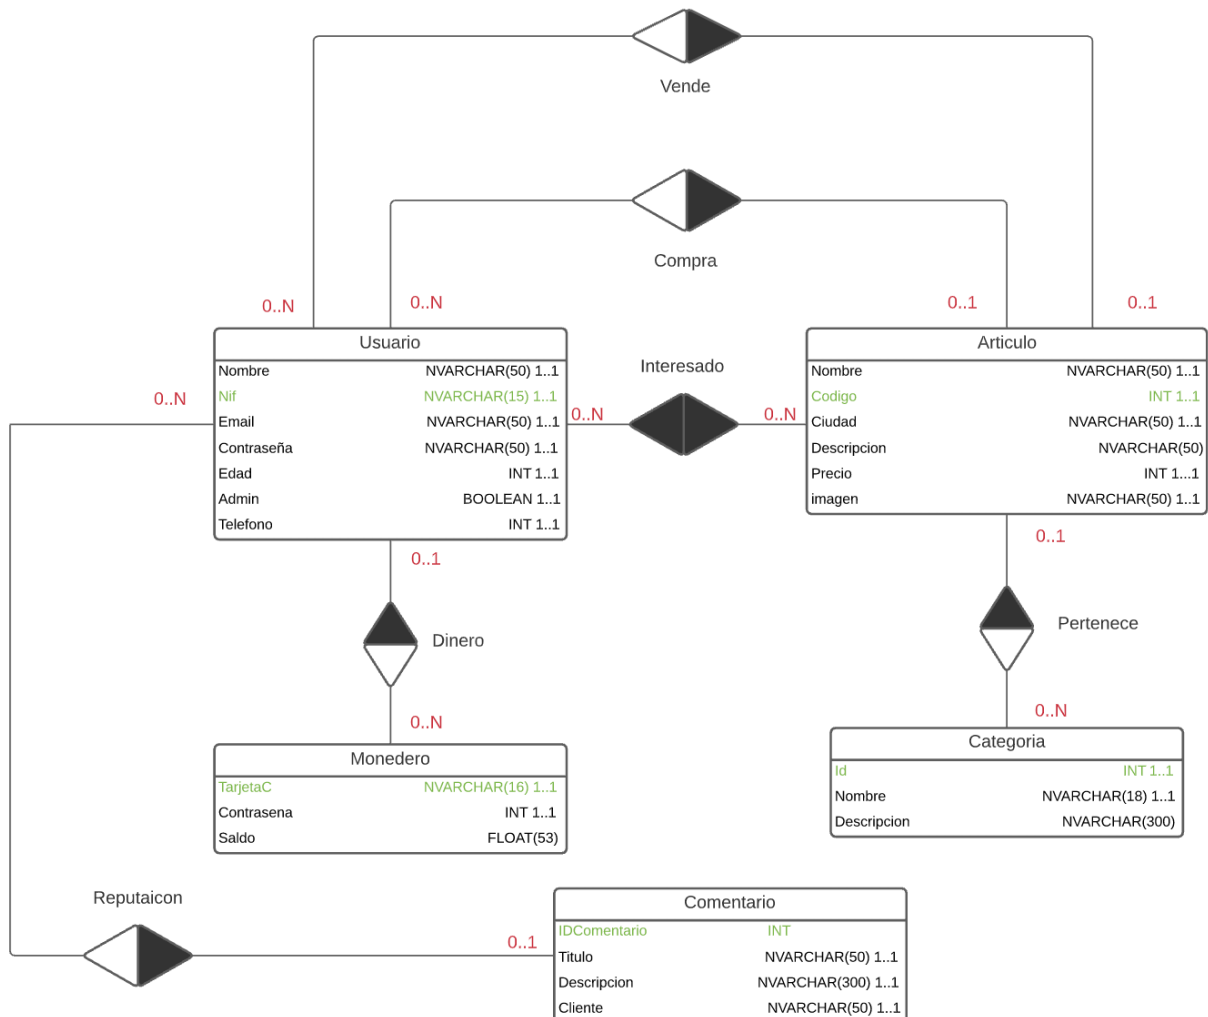 Vende
Compra
0..N
0..N
0..1
0..1
Usuario
Nombre NVARCHAR(50) 1..1
Nif NVARCHAR(15) 1..1
Email NVARCHAR(50) 1..1
Contraseña NVARCHAR(50) 1..1
Edad INT 1..1
Admin BOOLEAN 1..1
Telefono INT 1..1
0..N
Interesado
0..N
0..N
Articulo
Nombre NVARCHAR(50) 1..1
Codigo INT 1..1
Ciudad NVARCHAR(50) 1..1
Descripcion NVARCHAR(50)
Precio INT 1...1
imagen NVARCHAR(50) 1..1
0..1
Dinero
0..N
0..1
Pertenece
0..N
Monedero
TarjetaC NVARCHAR(16) 1..1
Contrasena INT 1..1
Saldo FLOAT(53)
Categoria
Id INT 1..1
Nombre NVARCHAR(18) 1..1
Descripcion NVARCHAR(300)
Reputaicon
0..1
Comentario
IDComentario INT
Titulo NVARCHAR(50) 1..1
Descripcion NVARCHAR(300) 1..1
Cliente NVARCHAR(50) 1..1